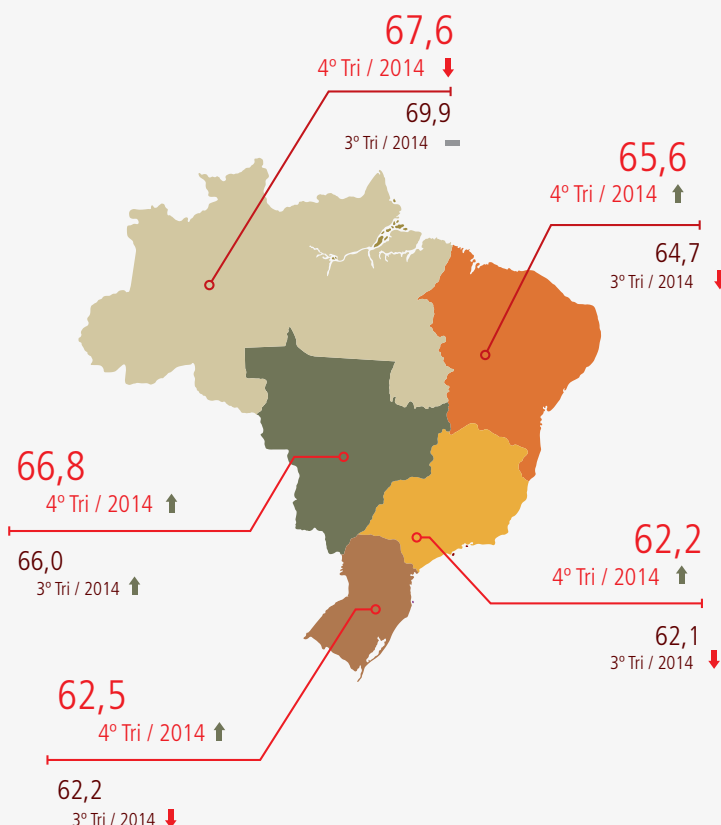 67,6
4º Tri / 2014
69,9
3º Tri / 2014
65,6
4º Tri / 2014
64,7
3º Tri / 2014
66,8
4º Tri / 2014
66,0
3º Tri / 2014
62,2
4º Tri / 2014
62,1
3º Tri / 2014
62,5
4º Tri / 2014
62,2
3º Tri / 2014